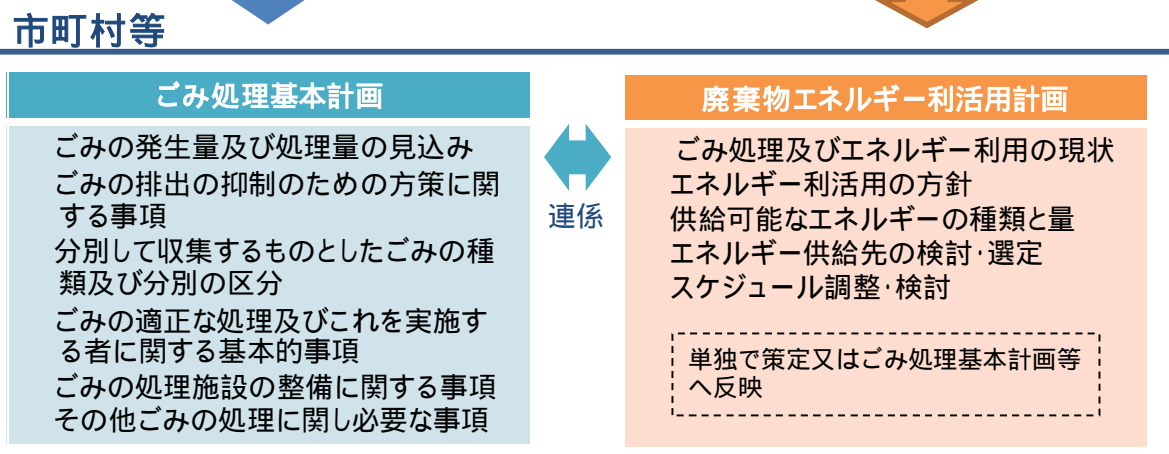 市町村等
ごみ処理基本計画
ごみの発生量及び処理量の見込み
ごみの排出の抑制のための方策に関
する事項
分別して収集するものとしたごみの種
類及び分別の区分
ごみの適正な処理及びこれを実施す
る者に関する基本的事項
ごみの処理施設の整備に関する事項
その他ごみの処理に関し必要な事項
連係
廃棄物エネルギー利活用計画
ごみ処理及びエネルギー利用の現状
エネルギー利活用の方針
供給可能なエネルギーの種類と量
エネルギー供給先の検討・選定
スケジュール調整・検討
単独で策定又はごみ処理基本計画等
へ反映